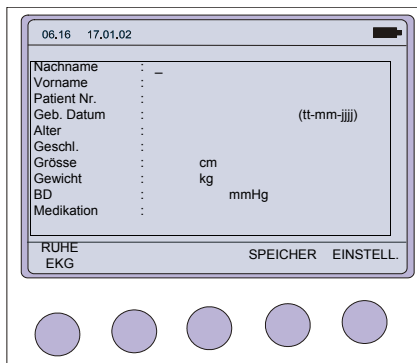 06.16 17.01.02
Nachname : _
Vorname :
Patient Nr. :
Geb. Datum : (tt-mm-jjjj)
Alter :
Geschl. :
Grösse : cm
Gewicht : kg
BD : mmHg
Medikation :
RUHE EKG SPEICHER EINSTELL.